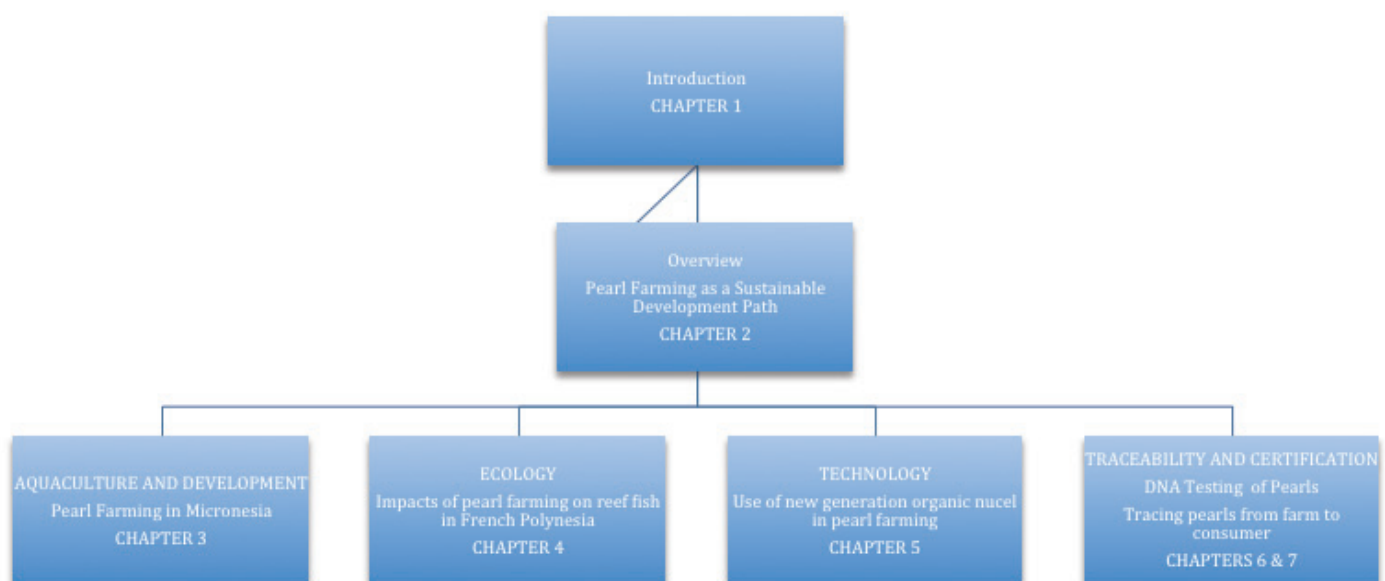 Introduction
CHAPTER 1
Overview
Pearl Farming as a Sustainable
Development Path
CHAPTER 2
AQUACULTURE AND DEVELOPMENT
Pearl Farming in Micronesia
CHAPTER 3
ECOLOGY
Impacts of pearl farming on reef fish
in French Polynesia
CHAPTER 4
TECHNOLOGY
Use of new generation organic nucel
in pearl farming
CHAPTER 5
TRACEABILITY AND CERTIFICATION
DNA Testing of Pearls
Tracing pearls from farm to
consumer
CHAPTERS 6 & 7